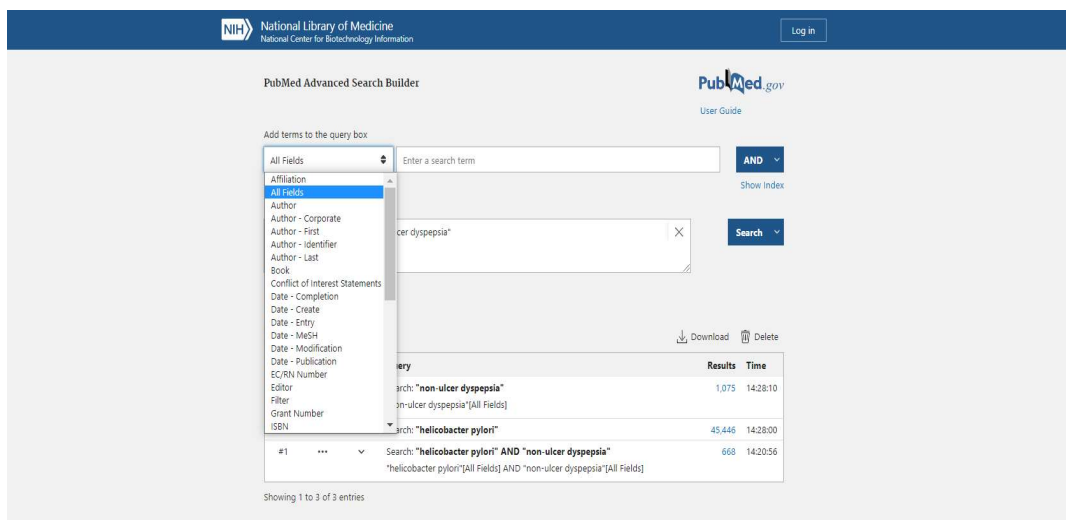 NIH National Library of Medicine
National Center for Biotechnology Information
Log in
PubMed Advanced Search Builder
PubMed.gov
User Guide
Add terms to the query box
All Fields
Enter a search term
AND
Show Index
Affiliation
All Fields
Author
Author - Corporate
Author - First
Author - Identifier
Author - Last
Book
Conflict of Interest Statements
Date - Completion
Date - Create
Date - Entry
Date - MeSH
Date - Modification
Date - Publication
EC/RN Number
Editor
Filter
Grant Number
ISBN
cer dyspepsia"
Search
Download
Delete
ery
Results
Time
arch: "non-ulcer dyspepsia"
1,075
14:28:10
on-ulcer dyspepsia"[All Fields]
arch: "helicobacter pylori"
45,446
14:28:00
#1
Search: "helicobacter pylori" AND "non-ulcer dyspepsia"
668
14:20:56
"helicobacter pylori"[All Fields] AND "non-ulcer dyspepsia"[All Fields]
Showing 1 to 3 of 3 entries